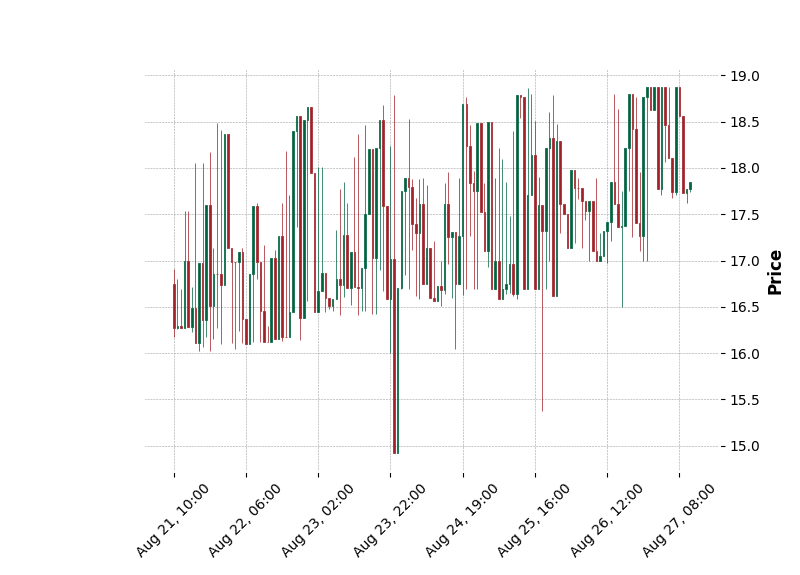 19.0
18.5
18.0
17.5
17.0
16.5
16.0
15.5
15.0
Price
Aug 21, 10:00
Aug 22, 06:00
Aug 23, 02:00
Aug 23, 22:00
Aug 24, 19:00
Aug 25, 16:00
Aug 26, 12:00
Aug 27, 08:00